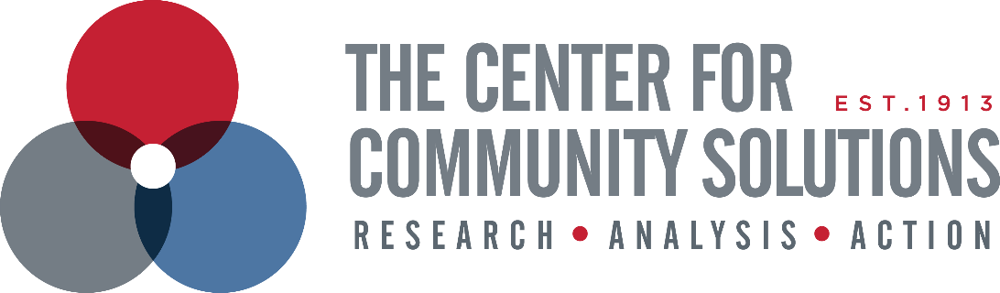 THE CENTER FOR
EST.1913
COMMUNITY SOLUTIONS
RESEARCH • ANALYSIS • ACTION